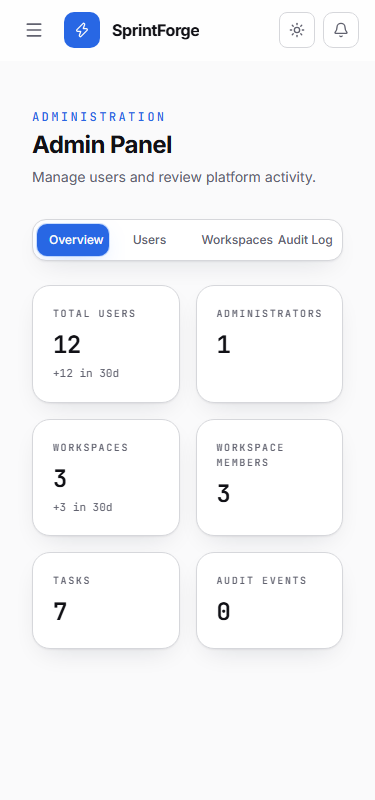 SprintForge
ADMINISTRATION
Admin Panel
Manage users and review platform activity.
Overview Users Workspaces Audit Log
TOTAL USERS
12
+12 in 30d
ADMINISTRATORS
1
WORKSPACES
3
+3 in 30d
WORKSPACE
MEMBERS
3
TASKS
7
AUDIT EVENTS
0